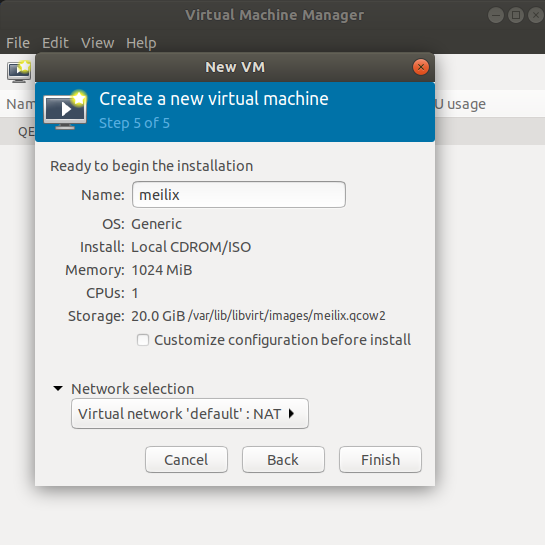 Virtual Machine Manager
File Edit View Help
New VM
Create a new virtual machine
Step 5 of 5
Nam
U usage
QE
Ready to begin the installation
Name: meilix
OS: Generic
Install: Local CDROM/ISO
Memory: 1024 MiB
CPUs: 1
Storage: 20.0 GiB /var/lib/libvirt/images/meilix.qcow2
Customize configuration before install
Network selection
Virtual network 'default' : NAT
Cancel Back Finish